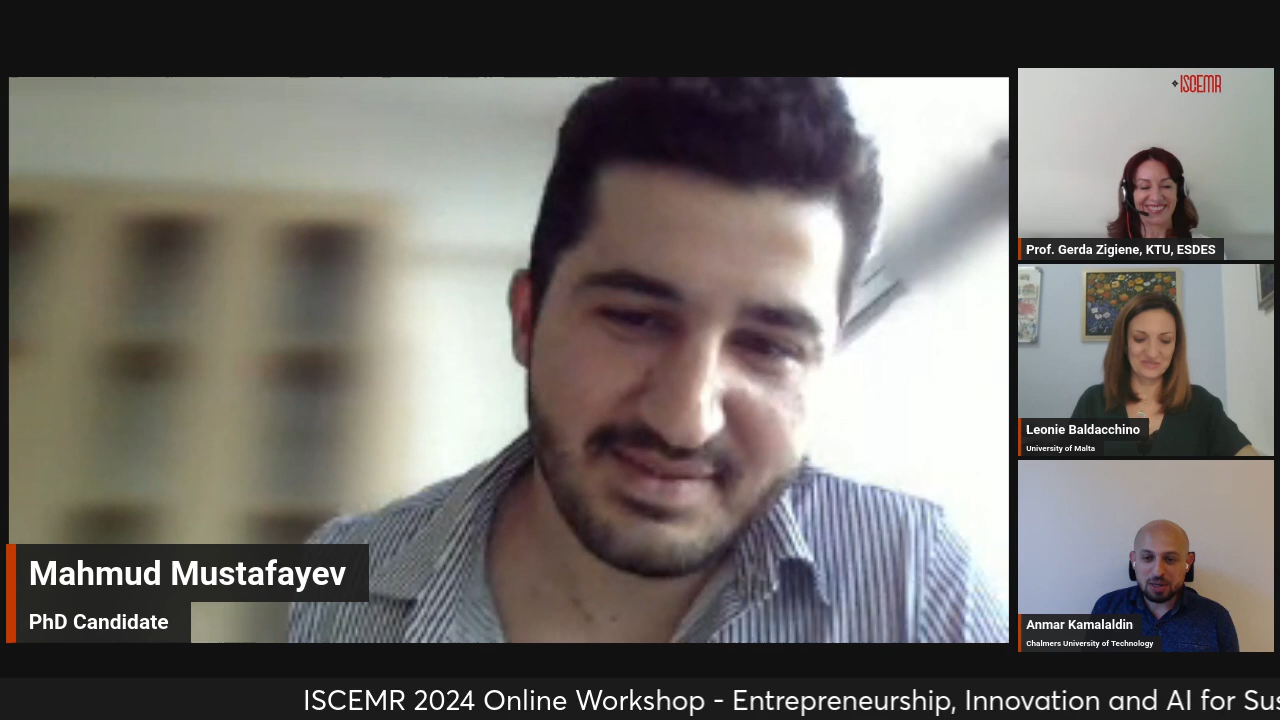 Mahmud Mustafayev
PhD Candidate
ISCEMR
Prof. Gerda Zigiene, KTU, ESDES
Leonie Baldacchino
University of Malta
Anmar Kamalaldin
Chalmers University of Technology
ISCEMR 2024 Online Workshop - Entrepreneurship, Innovation and AI for Sus